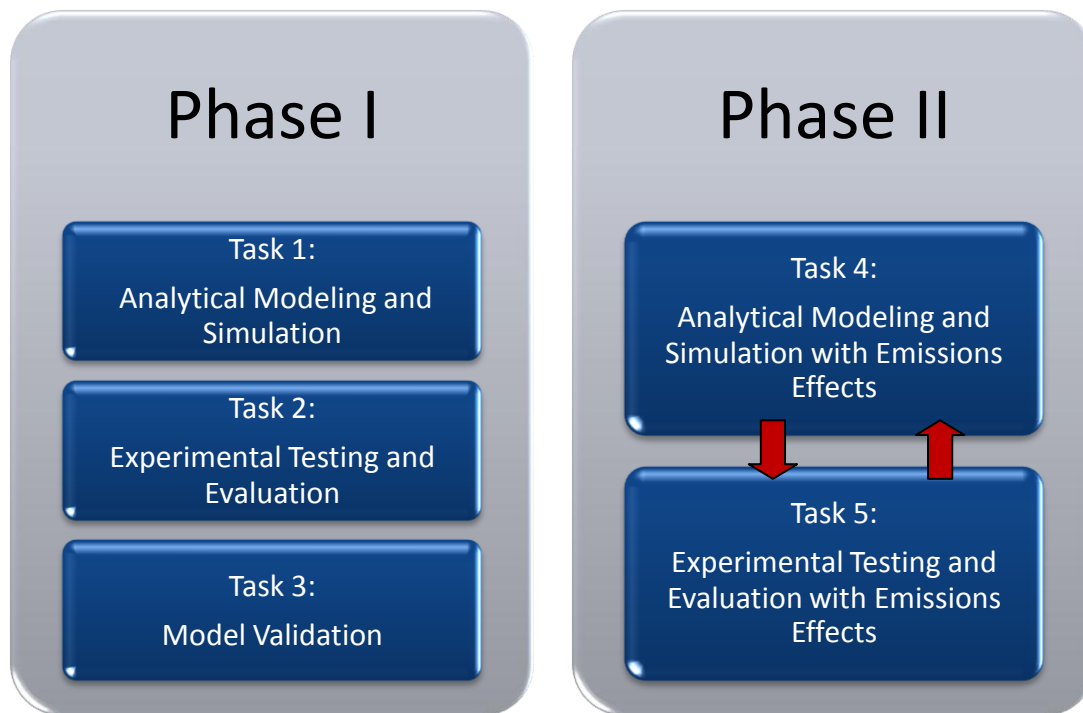 Phase I
Task 1:
Analytical Modeling and
Simulation
Task 2:
Experimental Testing and
Evaluation
Task 3:
Model Validation
Phase II
Task 4:
Analytical Modeling and
Simulation with Emissions
Effects
Task 5:
Experimental Testing and
Evaluation with Emissions
Effects